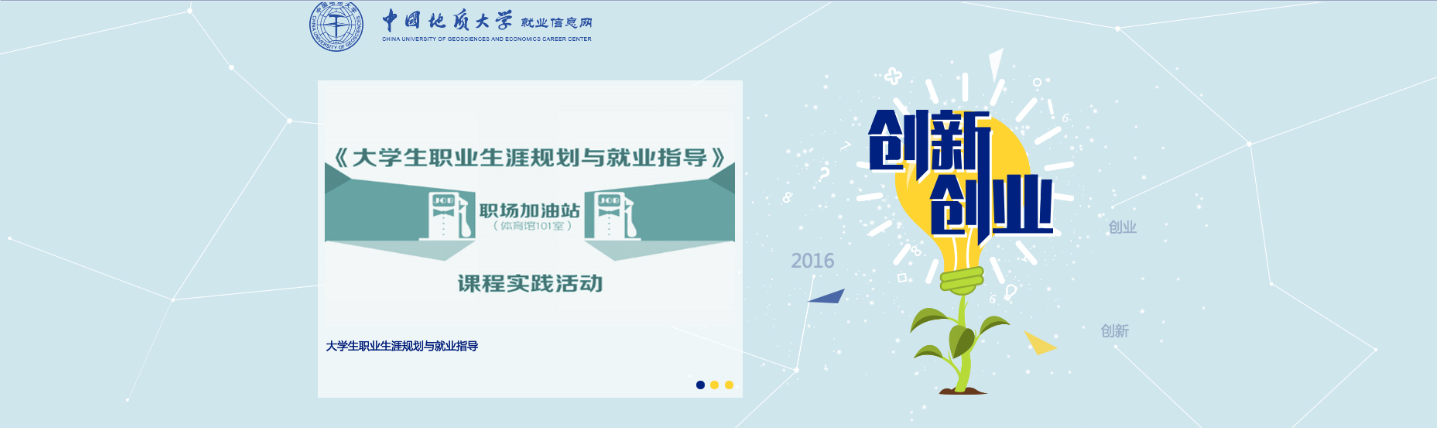 中国地质大学 就业信息网
CHINA UNIVERSITY OF GEOSCIENCES AND ECONOMICS CAREER CENTER
《大学生职业生涯规划与就业指导》
JOB
职场加油站
JOB
(体育馆101室)
课程实践活动
大学生职业生涯规划与就业指导
创新
创业
创业
2016
创新